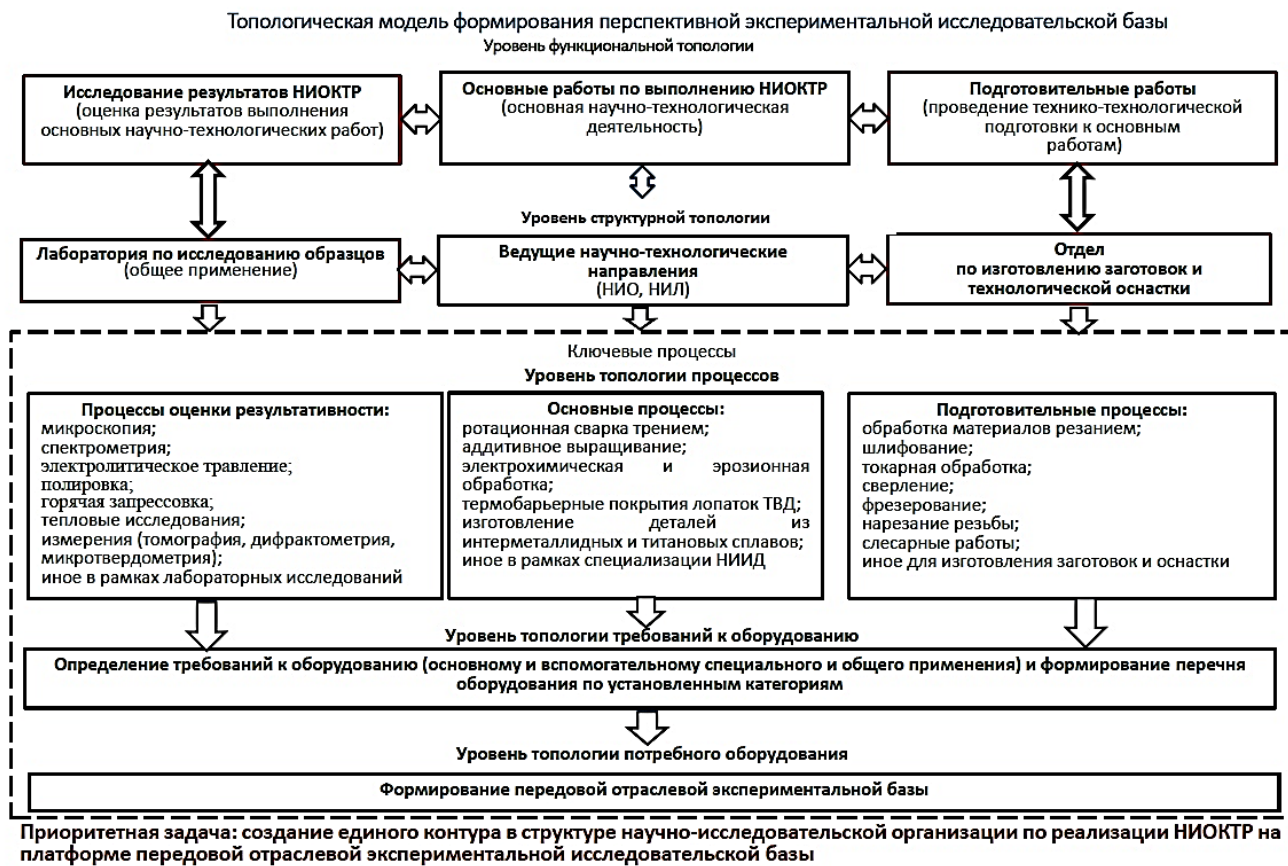 Топологическая модель формирования перспективной экспериментальной исследовательской базы
Уровень функциональной топологии
Исследование результатов НИОКТР
(оценка результатов выполнения
основных научно-технологических работ)
Основные работы по выполнению НИОКТР
(основная научно-технологическая
деятельность)
Подготовительные работы
(проведение технико-технологической
подготовки к основным
работам)
Уровень структурной топологии
Лаборатория по исследованию образцов
(общее применение)
Ведущие научно-технологические
направления
(НИО, НИЛ)
Отдел
по изготовлению заготовок и
технологической оснастки
Ключевые процессы
Уровень топологии процессов
Процессы оценки результативности:
микроскопия;
спектрометрия;
электролитическое травление;
полировка;
горячая запрессовка;
тепловые исследования;
измерения (томография, дифрактометрия,
микротвердометрия);
иное в рамках лабораторных исследований
Основные процессы:
ротационная сварка трением;
аддитивное выращивание;
электрохимическая и эрозионная
обработка;
термобарьерные покрытия лопаток ТВД;
изготовление деталей из
интерметаллидных и титановых сплавов;
иное в рамках специализации НИИД
Подготовительные процессы:
обработка материалов резанием;
шлифование;
токарная обработка;
сверление;
фрезерование;
нарезание резьбы;
слесарные работы;
иное для изготовления заготовок и оснастки
Уровень топологии требований к оборудованию
Определение требований к оборудованию (основному и вспомогательному специального и общего применения) и формирование перечня
оборудования по установленным категориям
Уровень топологии потребного оборудования
Формирование передовой отраслевой экспериментальной базы
Приоритетная задача: создание единого контура в структуре научно-исследовательской организации по реализации НИОКТР на
платформе передовой отраслевой экспериментальной исследовательской базы